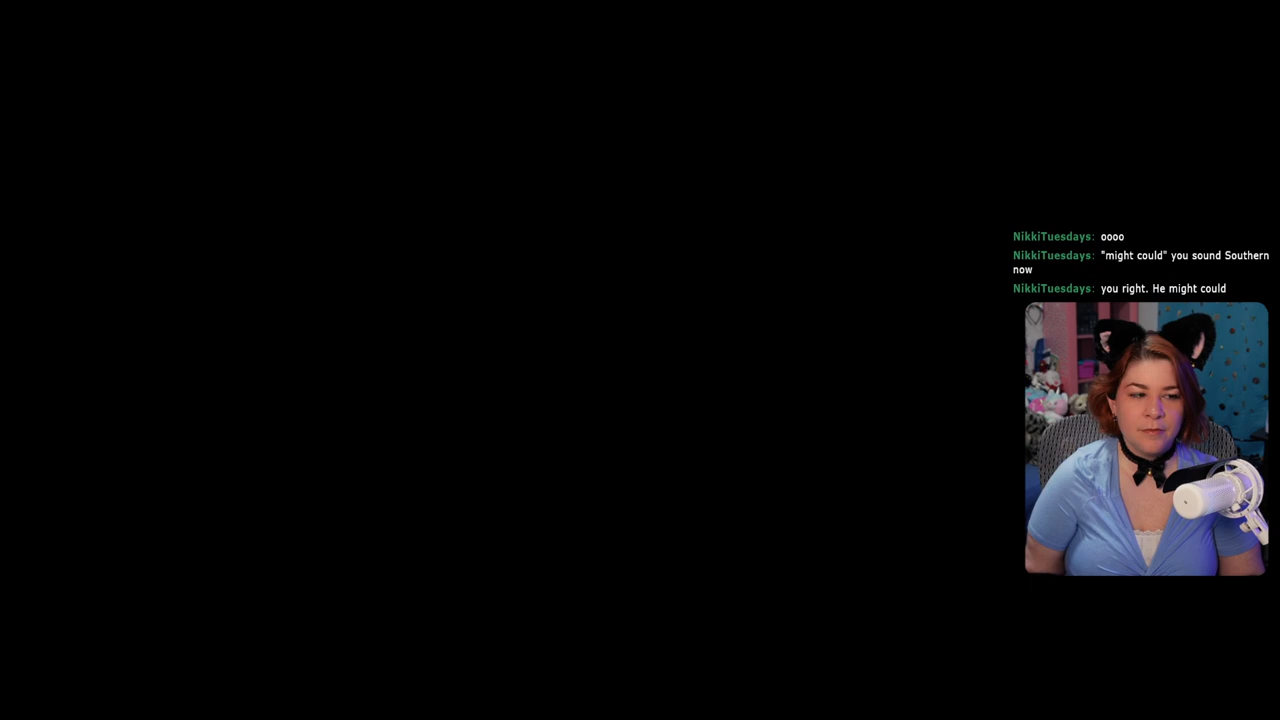 NikkiTuesdays: oooo
NikkiTuesdays: "might could" you sound Southern
now
NikkiTuesdays: you right. He might could